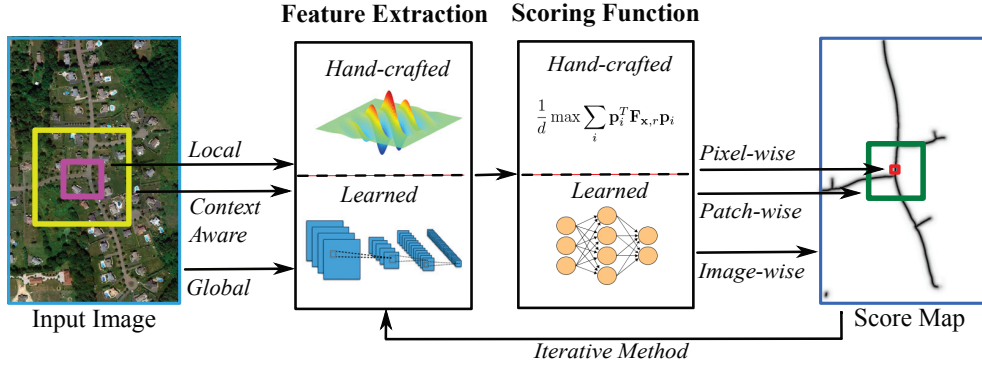 Feature Extraction
Scoring Function
Hand-crafted
Learned
Hand-crafted
1/d max ∑_i p_i^T F_{x,r} p_i
Learned
Local
Context
Aware
Global
Pixel-wise
Patch-wise
Image-wise
Input Image
Score Map
Iterative Method